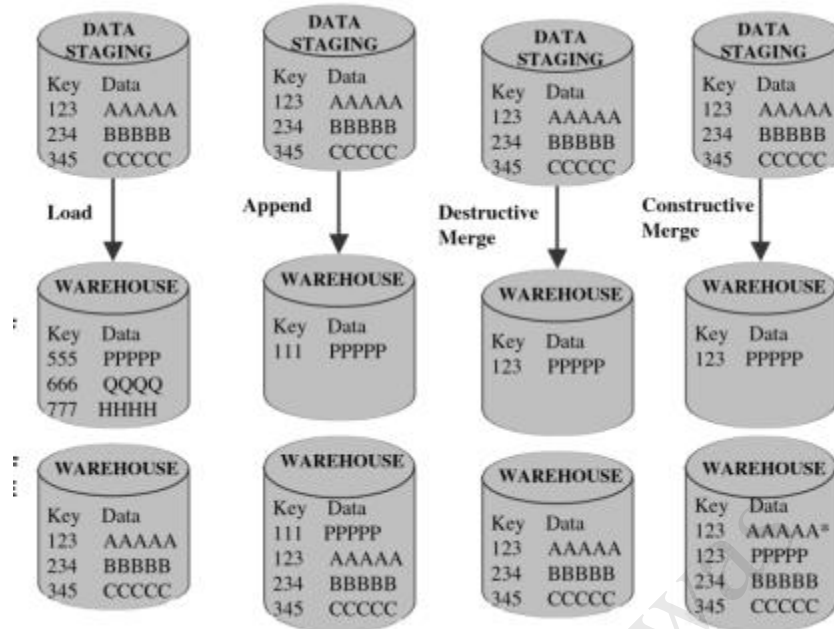 DATA
STAGING
Key Data
123 AAAAA
234 BBBBB
345 CCCCC
Load
WAREHOUSE
Key Data
555 PPPPP
666 QQQQ
777 HHHH
WAREHOUSE
Key Data
123 AAAAA
234 BBBBB
345 CCCCC
DATA
STAGING
Key Data
123 AAAAA
234 BBBBB
345 CCCCC
Append
WAREHOUSE
Key Data
111 PPPPP
WAREHOUSE
Key Data
111 PPPPP
123 AAAAA
234 BBBBB
345 CCCCC
DATA
STAGING
Key Data
123 AAAAA
234 BBBBB
345 CCCCC
Destructive
Merge
WAREHOUSE
Key Data
123 PPPPP
WAREHOUSE
Key Data
123 AAAAA
234 BBBBB
345 CCCCC
DATA
STAGING
Key Data
123 AAAAA
234 BBBBB
345 CCCCC
Constructive
Merge
WAREHOUSE
Key Data
123 PPPPP
WAREHOUSE
Key Data
123 AAAAA*
123 PPPPP
234 BBBBB
345 CCCCC